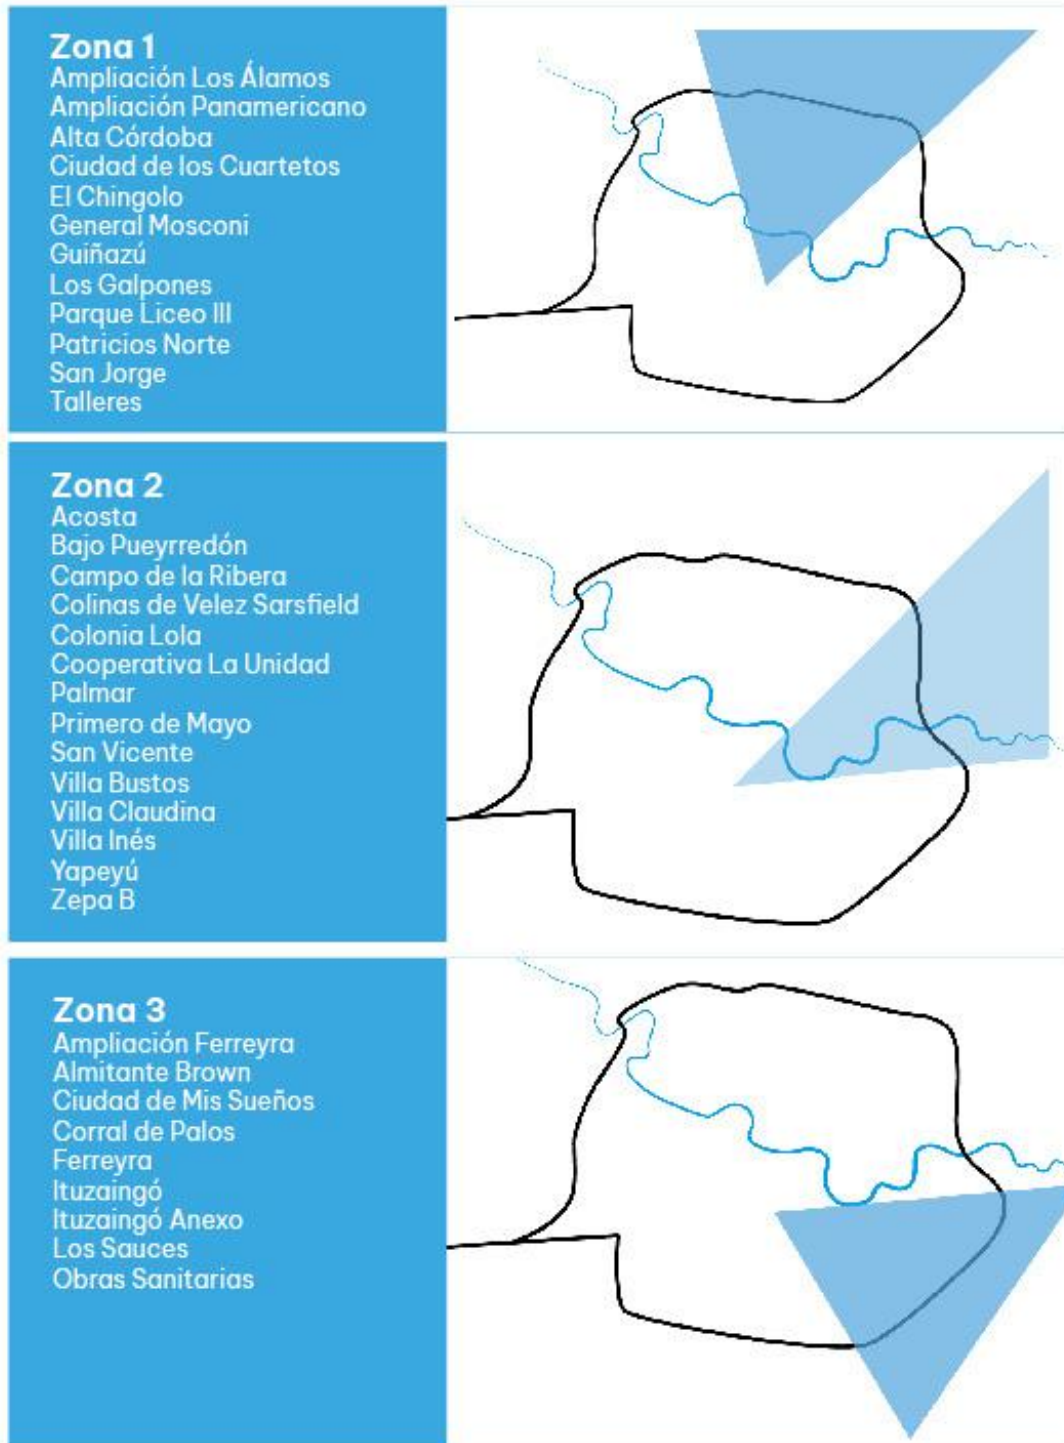 Zona 1
Ampliación Los Álamos
Ampliación Panamericano
Alta Córdoba
Ciudad de los Cuartetos
El Chingolo
General Mosconi
Guiñazú
Los Galpones
Parque Liceo III
Patricios Norte
San Jorge
Talleres
Zona 2
Acosta
Bajo Pueyrredón
Campo de la Ribera
Colinas de Velez Sarsfield
Colonia Lola
Cooperativa La Unidad
Palmar
Primero de Mayo
San Vicente
Villa Bustos
Villa Claudina
Villa Inés
Yapeyú
Zepa B
Zona 3
Ampliación Ferreyra
Almitante Brown
Ciudad de Mis Sueños
Corral de Palos
Ferreyra
Ituzaingó
Ituzaingó Anexo
Los Sauces
Obras Sanitarias